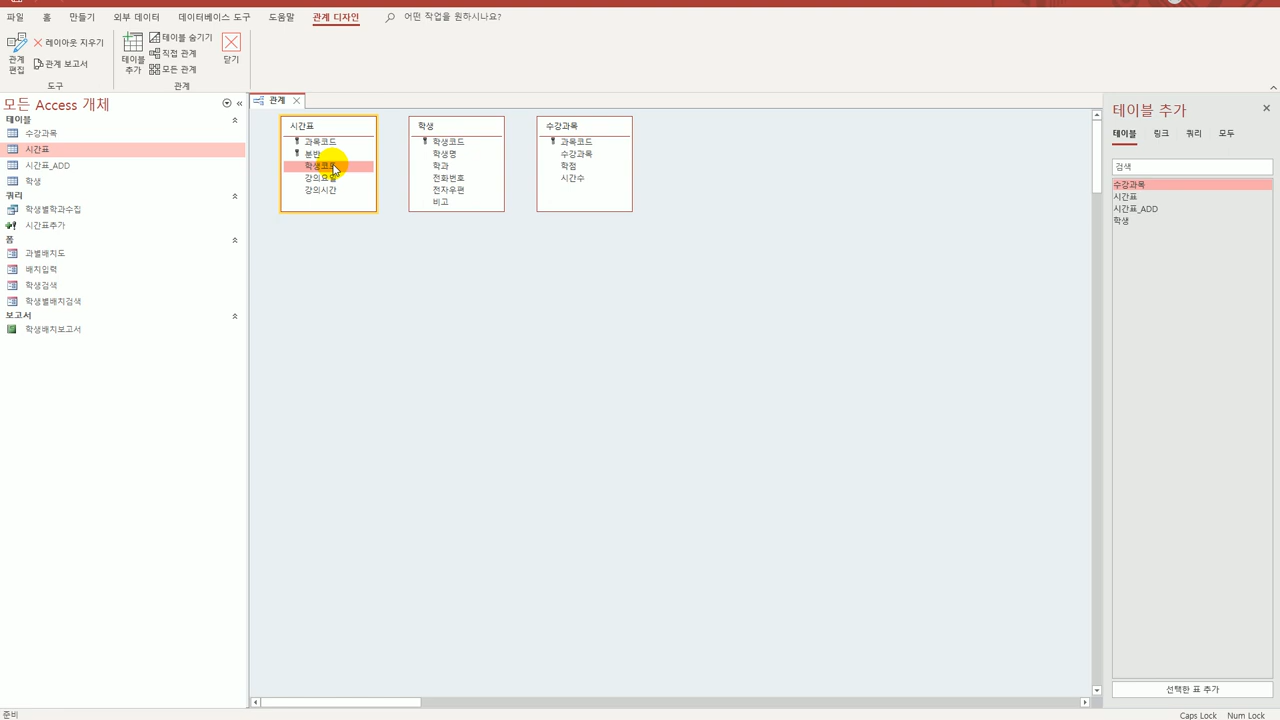 파일 홈 만들기 외부 데이터 데이터베이스 도구 도움말 관계 디자인 어떤 작업을 원하시나요?
관계 편집
레이아웃 지우기
관계 보고서
도구
테이블 추가
테이블 숨기기
직접 관계
모든 관계
닫기
관계
모든 Access 개체
테이블
수강과목
시간표
시간표_ADD
학생
쿼리
학생별학과수집
시간표추가
폼
과별배치도
배치입력
학생검색
학생별배치검색
보고서
학생배치보고서
관계
시간표
과목코드
분반
학생코드
강의요일
강의시간
학생
학생코드
학생명
학과
전화번호
전자우편
비고
수강과목
과목코드
수강과목
학점
시간수
테이블 추가
테이블 링크 쿼리 모두
검색
수강과목
시간표
시간표_ADD
학생
선택한 표 추가
준비
Caps Lock Num Lock